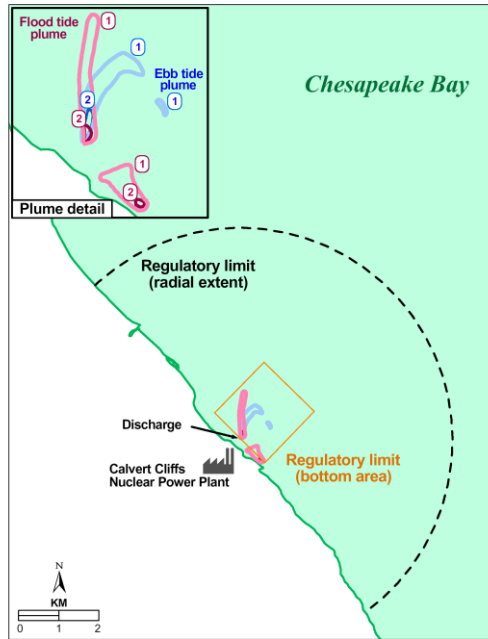 Flood tide
plume
1
1
Ebb tide
plume
1
2
2
1
2
Plume detail
Chesapeake Bay
Regulatory limit
(radial extent)
Discharge
Calvert Cliffs
Nuclear Power Plant
Regulatory limit
(bottom area)
N
KM
0 1 2